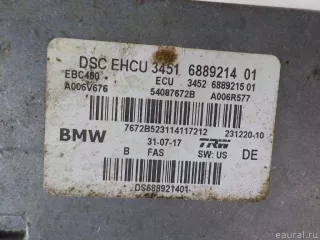 DSC EHCU 3451 6889214 01
EBC460 ECU 3452 6889215 01
A006V676 54087672B A006R577
7672B523114117212 231220-10
BMW 31-07-17 TRW
B FAS SW: US DE
DS688921401
© eaural.ru